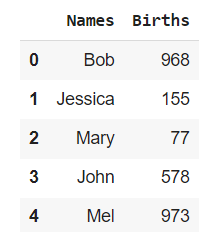 Names Births
0 Bob 968
1 Jessica 155
2 Mary 77
3 John 578
4 Mel 973